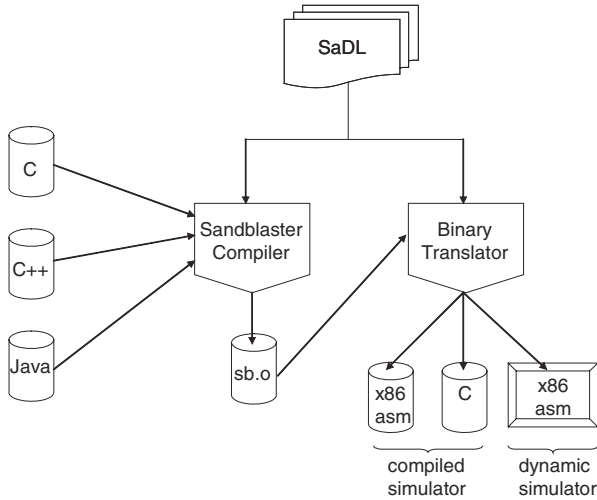 SaDL
C
Sandblaster
Compiler
Binary
Translator
C++
Java
sb.o
x86
asm
C
x86
asm
compiled
simulator
dynamic
simulator